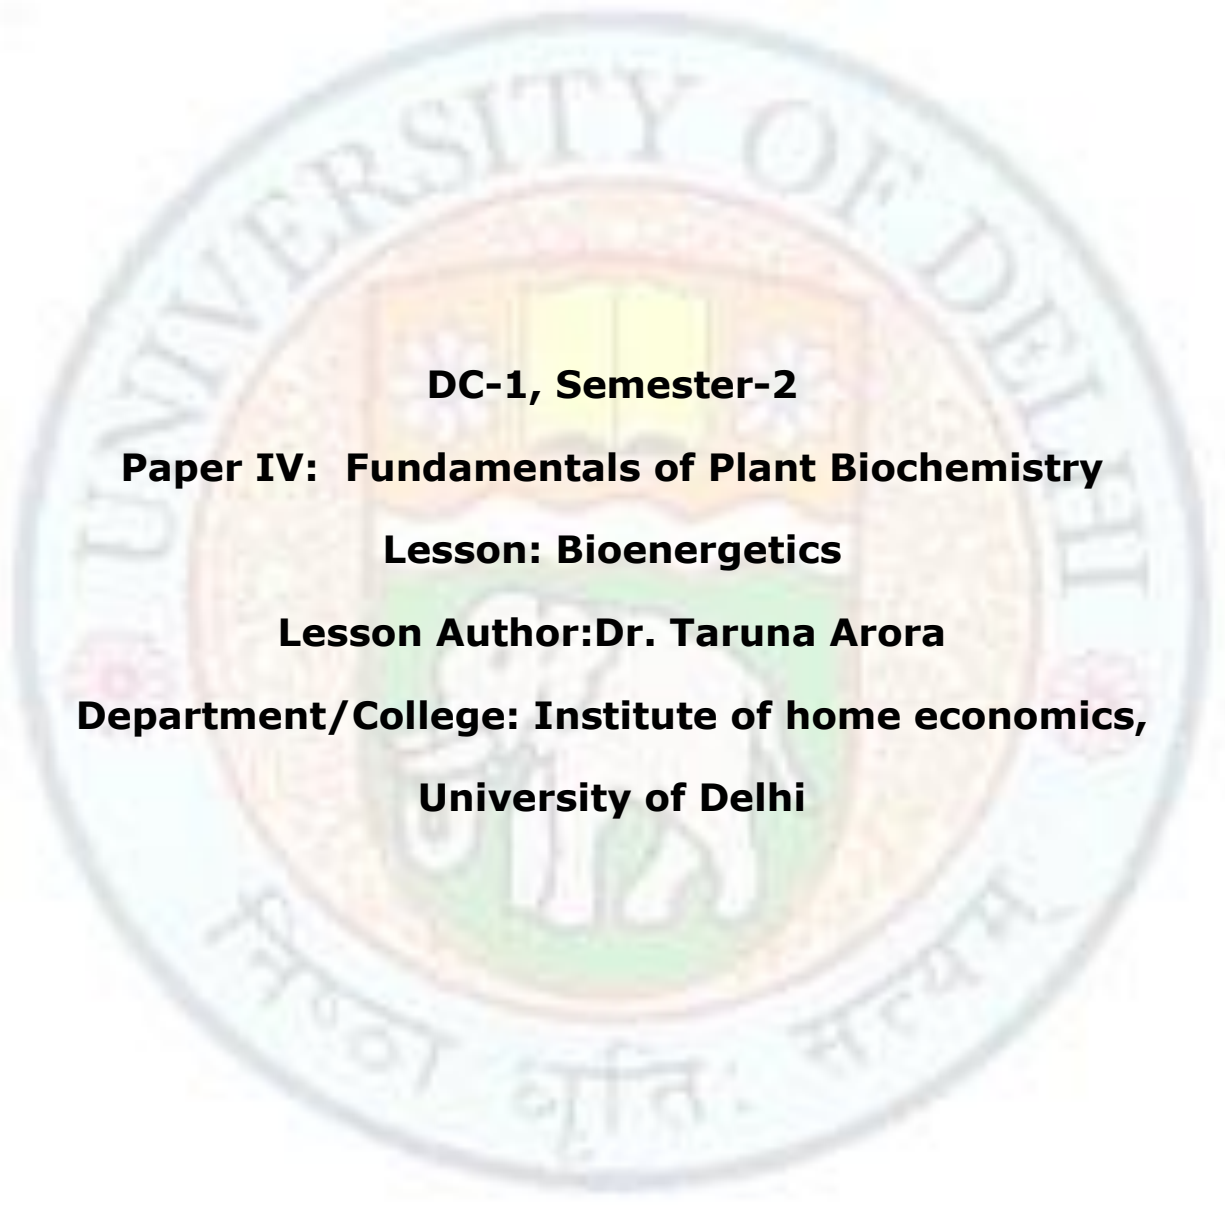 UNIVERSITY OF DELHI
DC-1, Semester-2
Paper IV:  Fundamentals of Plant Biochemistry
Lesson: Bioenergetics
Lesson Author:Dr. Taruna Arora
Department/College: Institute of home economics,
University of Delhi